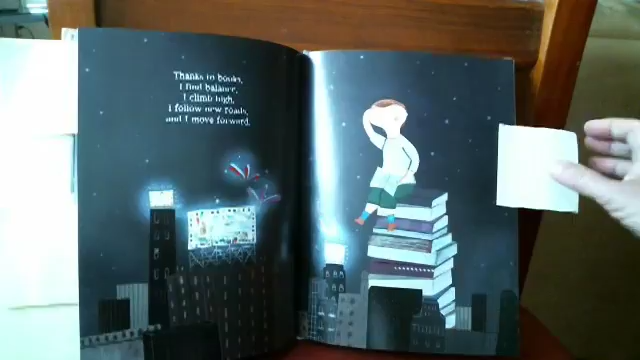 Thanks to books,
I find balance,
I climb high,
I follow new roads,
and I move forward.